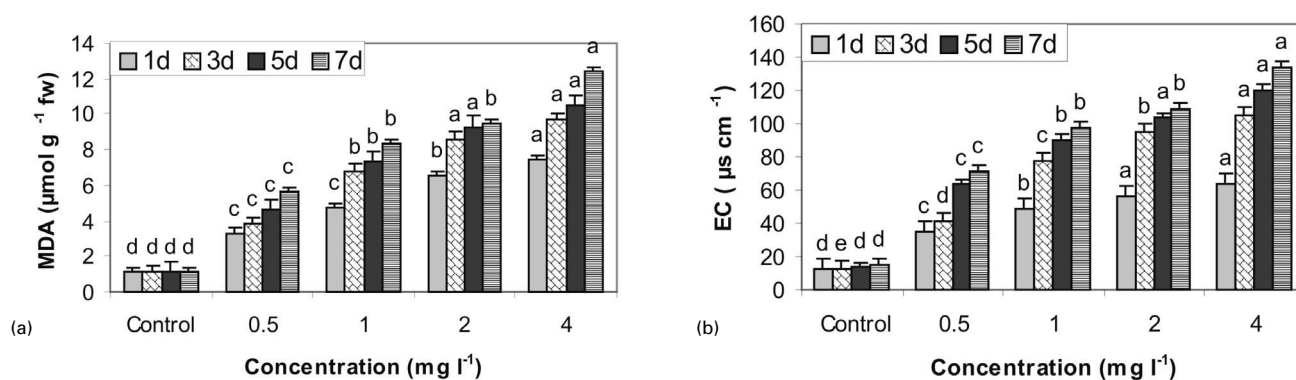 14
12
10
8
6
4
2
0
MDA (µmol g ⁻¹ fw)
1d 3d 5d 7d
d d d d
c c c c
c b b b
b a a b
a a a a
Control 0.5 1 2 4
Concentration (mg l⁻¹)
(a)
160
140
120
100
80
60
40
20
0
EC ( µs cm ⁻¹)
1d 3d 5d 7d
d e d d
c d c c
b c b b
a b a b
a a a a
Control 0.5 1 2 4
Concentration (mg l⁻¹)
(b)